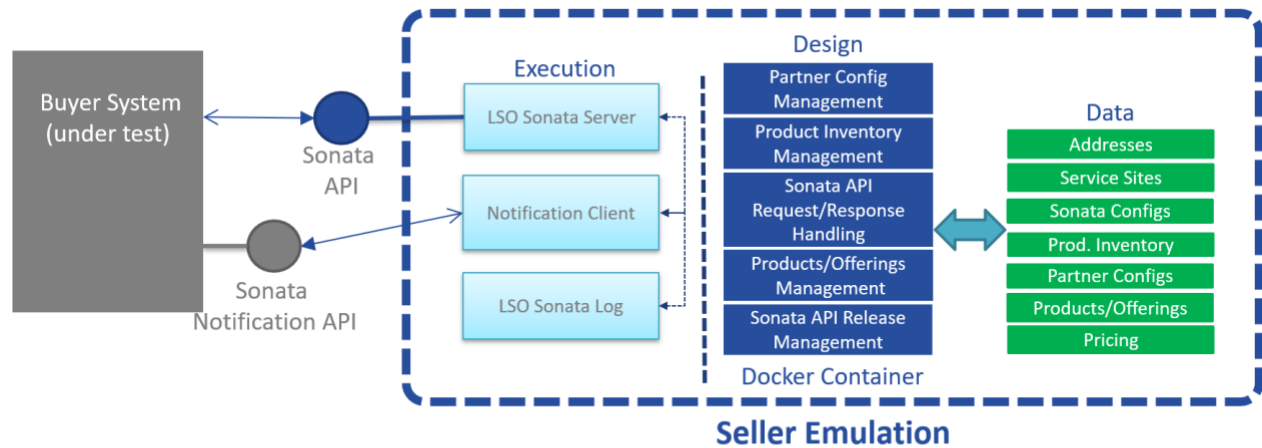 Buyer System
(under test)
Sonata
API
Sonata
Notification API
Execution
LSO Sonata Server
Notification Client
LSO Sonata Log
Design
Partner Config
Management
Product Inventory
Management
Sonata API
Request/Response
Handling
Products/Offerings
Management
Sonata API Release
Management
Docker Container
Data
Addresses
Service Sites
Sonata Configs
Prod. Inventory
Partner Configs
Products/Offerings
Pricing
Seller Emulation